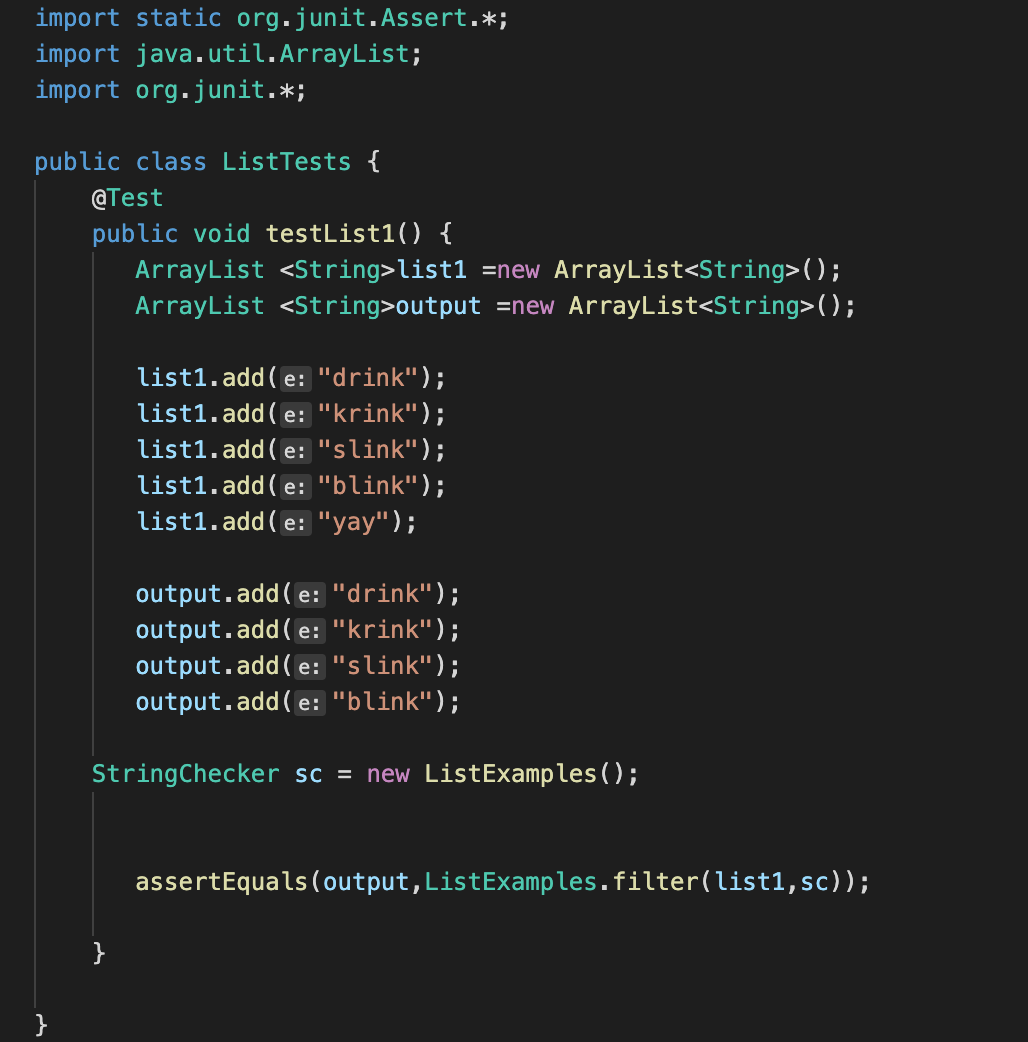 import static org.junit.Assert.*;
import java.util.ArrayList;
import org.junit.*;
public class ListTests {
@Test
public void testList1() {
ArrayList <String>list1 =new ArrayList<String>();
ArrayList <String>output =new ArrayList<String>();
list1.add(e: "drink");
list1.add(e: "krink");
list1.add(e: "slink");
list1.add(e: "blink");
list1.add(e: "yay");
output.add(e: "drink");
output.add(e: "krink");
output.add(e: "slink");
output.add(e: "blink");
StringChecker sc = new ListExamples();
assertEquals(output,ListExamples.filter(list1,sc));
}
}